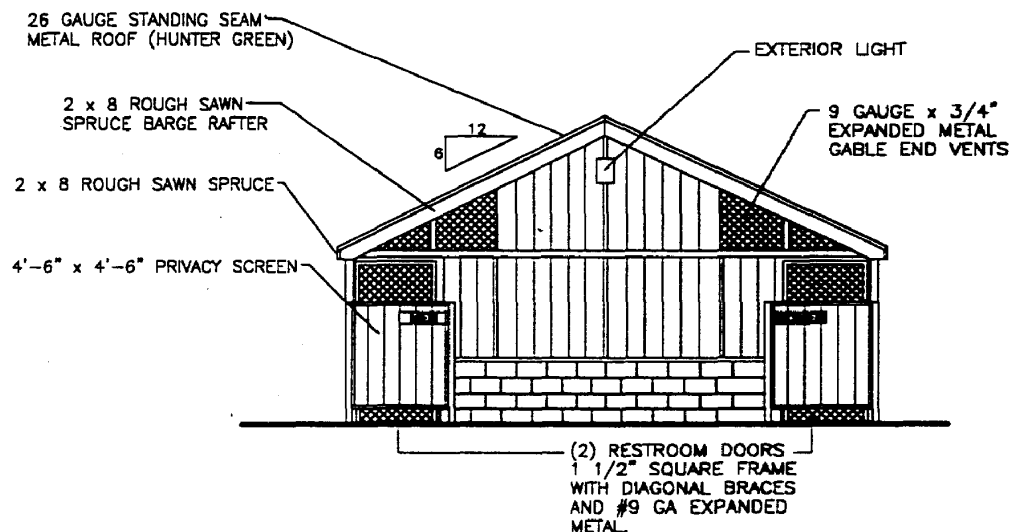 26 GAUGE STANDING SEAM
METAL ROOF (HUNTER GREEN)
EXTERIOR LIGHT
2 x 8 ROUGH SAWN
SPRUCE BARGE RAFTER
12
6
9 GAUGE x 3/4"
EXPANDED METAL
GABLE END VENTS
2 x 8 ROUGH SAWN SPRUCE
4'-6" x 4'-6" PRIVACY SCREEN
(2) RESTROOM DOORS
1 1/2" SQUARE FRAME
WITH DIAGONAL BRACES
AND #9 GA EXPANDED
METAL.